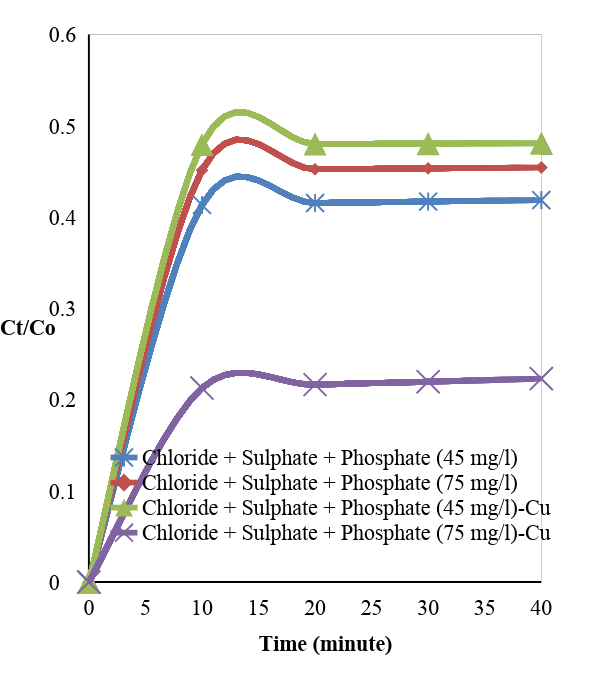 0.6
0.5
0.4
0.3
Ct/Co
0.2
0.1
0
Chloride + Sulphate + Phosphate (45 mg/l)
Chloride + Sulphate + Phosphate (75 mg/l)
Chloride + Sulphate + Phosphate (45 mg/l)-Cu
Chloride + Sulphate + Phosphate (75 mg/l)-Cu
0 5 10 15 20 25 30 35 40
Time (minute)